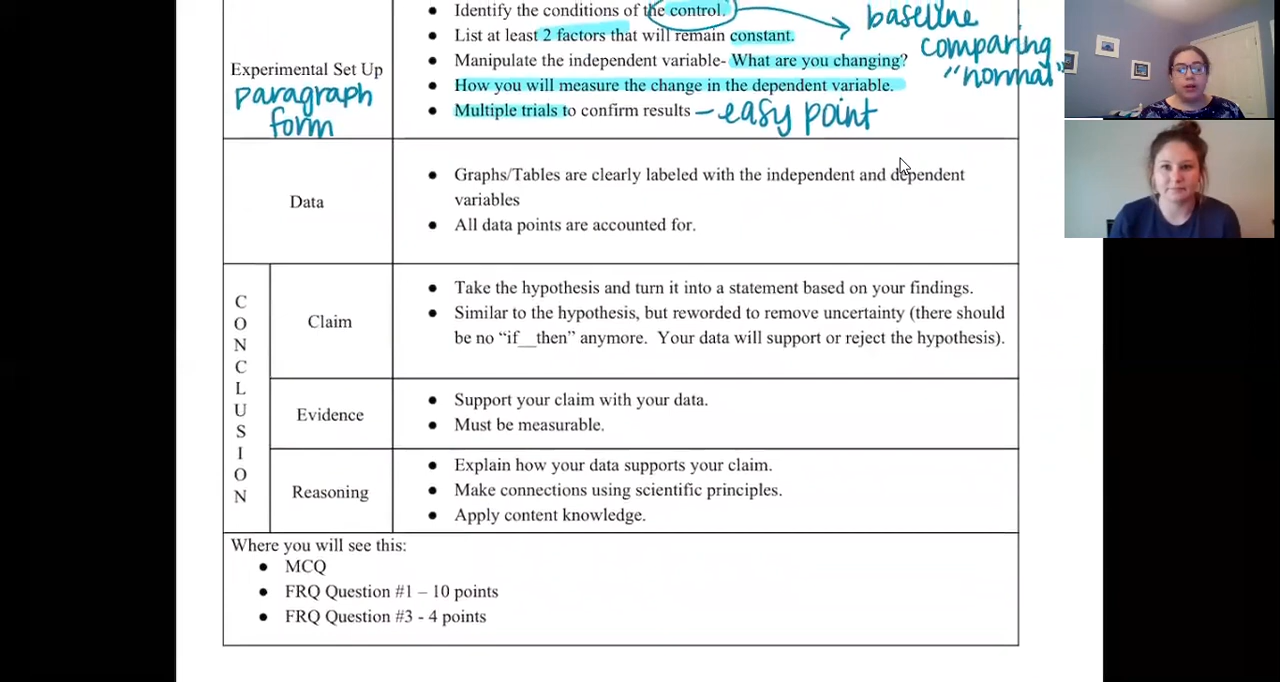 Identify the conditions of the control.
baseline
comparing
"normal"
List at least 2 factors that will remain constant.
Manipulate the independent variable- What are you changing?
How you will measure the change in the dependent variable.
Multiple trials to confirm results – easy point
Experimental Set Up
paragraph
form
Data
Graphs/Tables are clearly labeled with the independent and dependent
variables
All data points are accounted for.
C
O
N
C
L
U
S
I
O
N
Claim
Take the hypothesis and turn it into a statement based on your findings.
Similar to the hypothesis, but reworded to remove uncertainty (there should
be no “if__then” anymore. Your data will support or reject the hypothesis).
Evidence
Support your claim with your data.
Must be measurable.
Reasoning
Explain how your data supports your claim.
Make connections using scientific principles.
Apply content knowledge.
Where you will see this:
MCQ
FRQ Question #1 – 10 points
FRQ Question #3 - 4 points